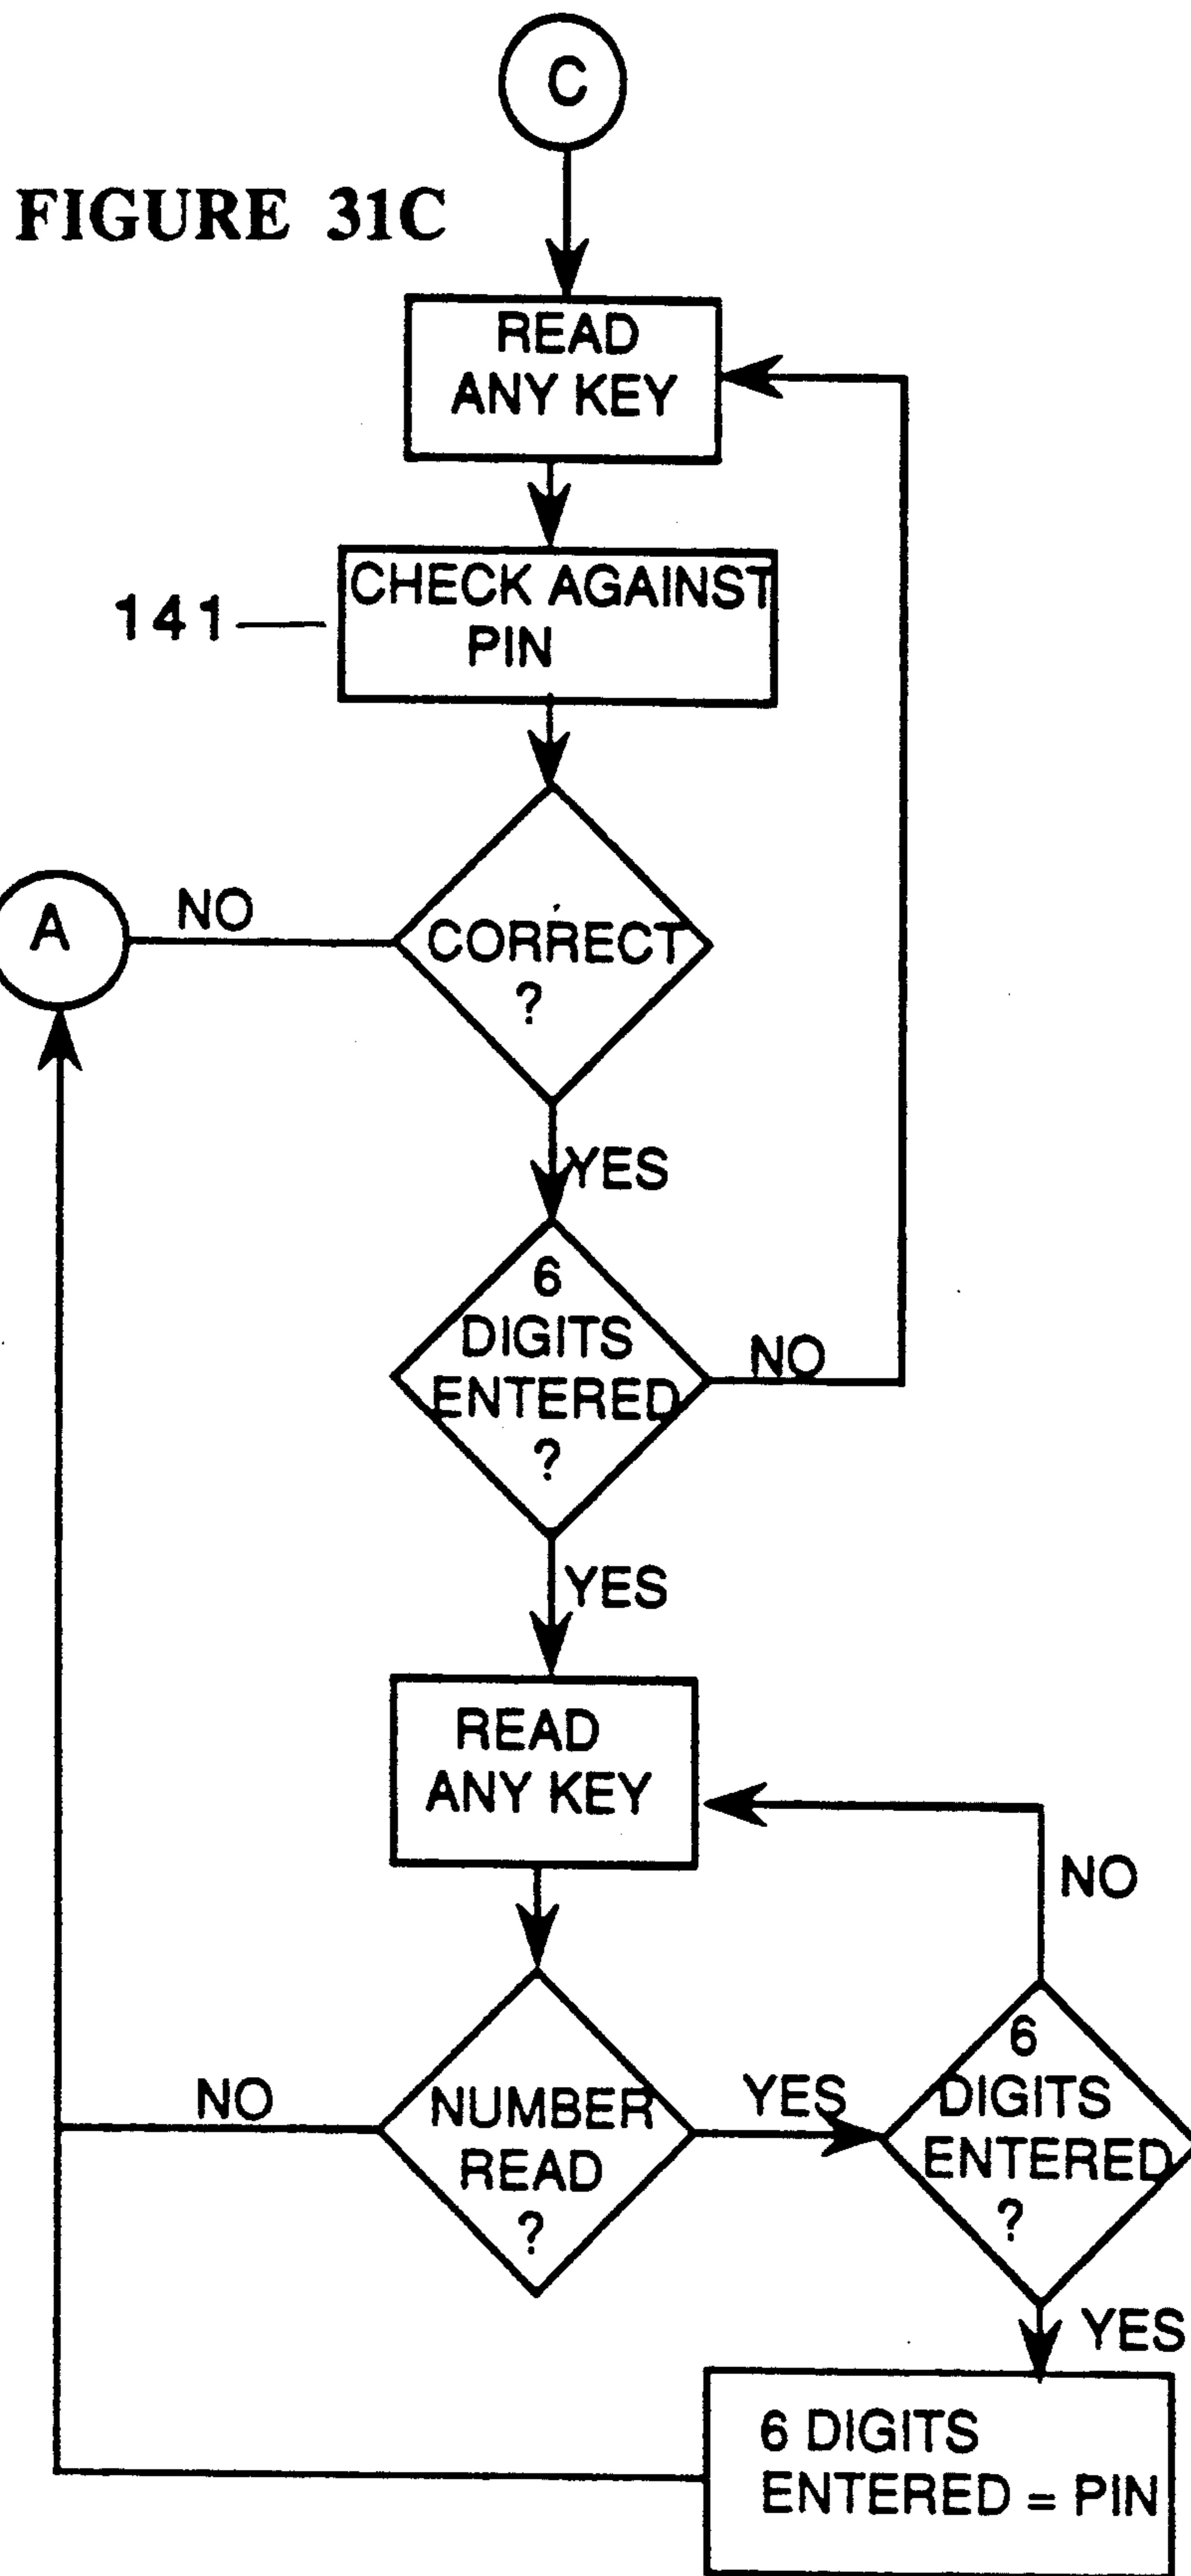 C
FIGURE 31C
READ
ANY KEY
141
CHECK AGAINST
PIN
A
NO
CORRECT
?
YES
6
DIGITS
ENTERED
?
NO
YES
READ
ANY KEY
NO
NO
NUMBER
READ
?
YES
6
DIGITS
ENTERED
?
YES
6 DIGITS
ENTERED = PIN